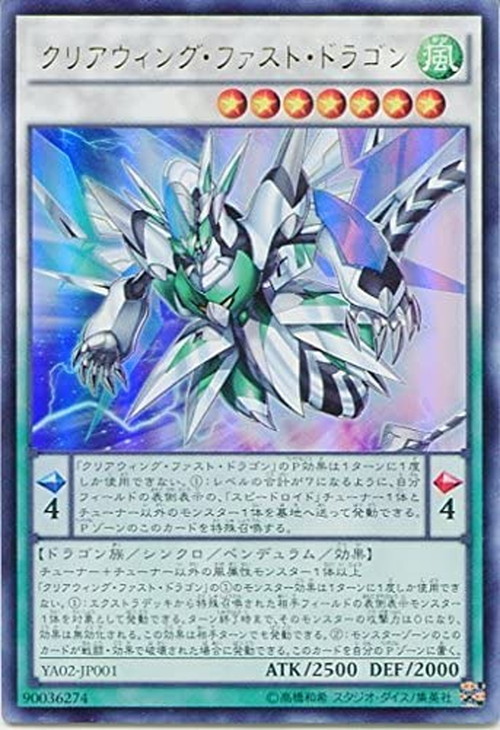 クリアウィング・ファスト・ドラゴン 風
「クリアウィング・ファスト・ドラゴン」のP効果は1ターンに1度
しか使用できない。①:レベルの合計が7になるように、自分
フィールドの表側表示の、「スピードロイド」チューナー1体と
チューナー以外のモンスター1体を墓地へ送って発動できる。
Pゾーンのこのカードを特殊召喚する。
4
4
【ドラゴン族/シンクロ/ペンデュラム/効果】
チューナー+チューナー以外の風属性モンスター1体以上
「クリアウィング・ファスト・ドラゴン」の①のモンスター効果は1ターンに1度しか使用でき
ない。①:エクストラデッキから特殊召喚された相手フィールドの表側表示モンスター
1体を対象として発動できる。ターン終了時まで、そのモンスターの攻撃力は0になり、
効果は無効化される。この効果は相手ターンでも発動できる。②:モンスターゾーンのこの
カードが戦闘・効果で破壊された場合に発動できる。このカードを自分のPゾーンに置く。
YA02-JP001 ATK/2500 DEF/2000
90036274 ©高橋和希 スタジオ・ダイス/集英社